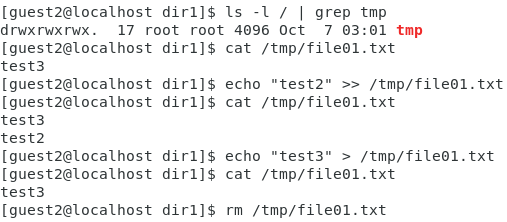 [guest2@localhost dir1]$ ls -l / | grep tmp
drwxrwxrwx.  17 root root 4096 Oct  7 03:01 tmp
[guest2@localhost dir1]$ cat /tmp/file01.txt
test3
[guest2@localhost dir1]$ echo "test2" >> /tmp/file01.txt
[guest2@localhost dir1]$ cat /tmp/file01.txt
test3
test2
[guest2@localhost dir1]$ echo "test3" > /tmp/file01.txt
[guest2@localhost dir1]$ cat /tmp/file01.txt
test3
[guest2@localhost dir1]$ rm /tmp/file01.txt